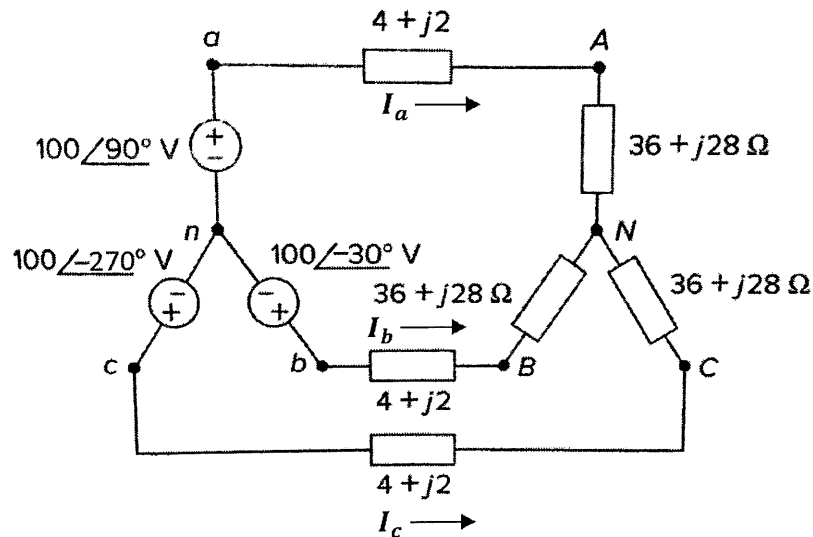 4 + j2
a
A
I_a
100∠90° V
+
−
36 + j28 Ω
n
N
100∠−270° V
100∠−30° V
−
+
−
+
36 + j28 Ω
36 + j28 Ω
I_b
c
b
B
C
4 + j2
4 + j2
I_c